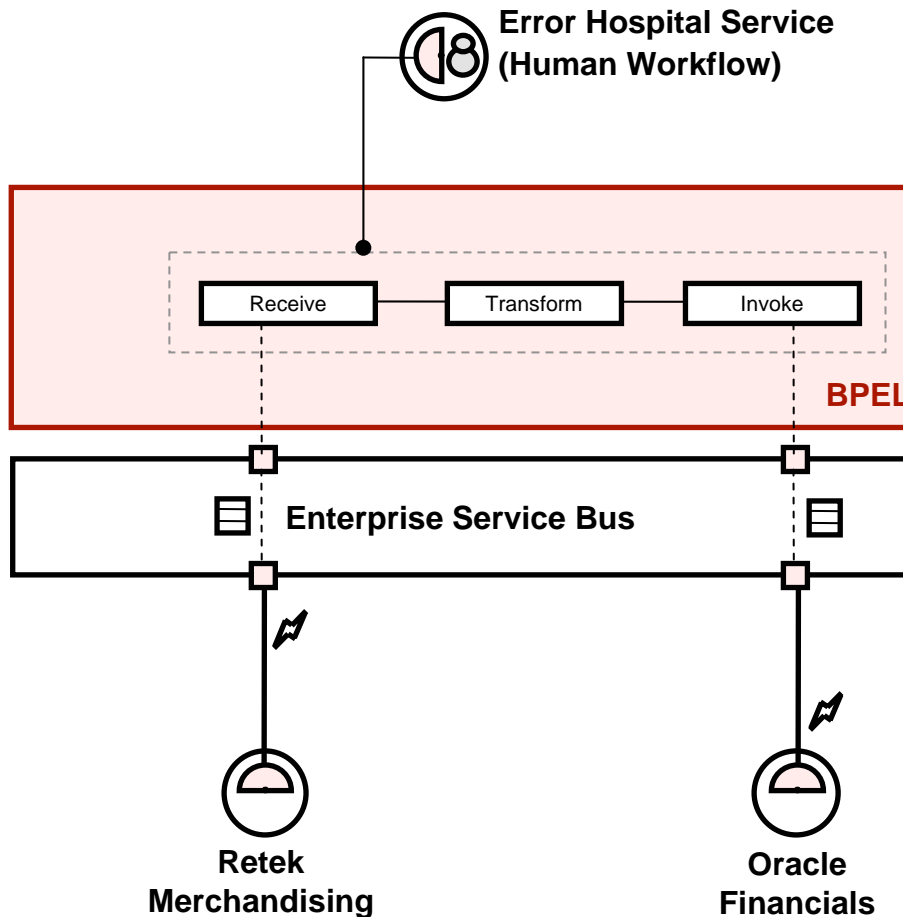 Error Hospital Service
(Human Workflow)
Receive
Transform
Invoke
BPEL
Enterprise Service Bus
Retek
Merchandising
Oracle
Financials